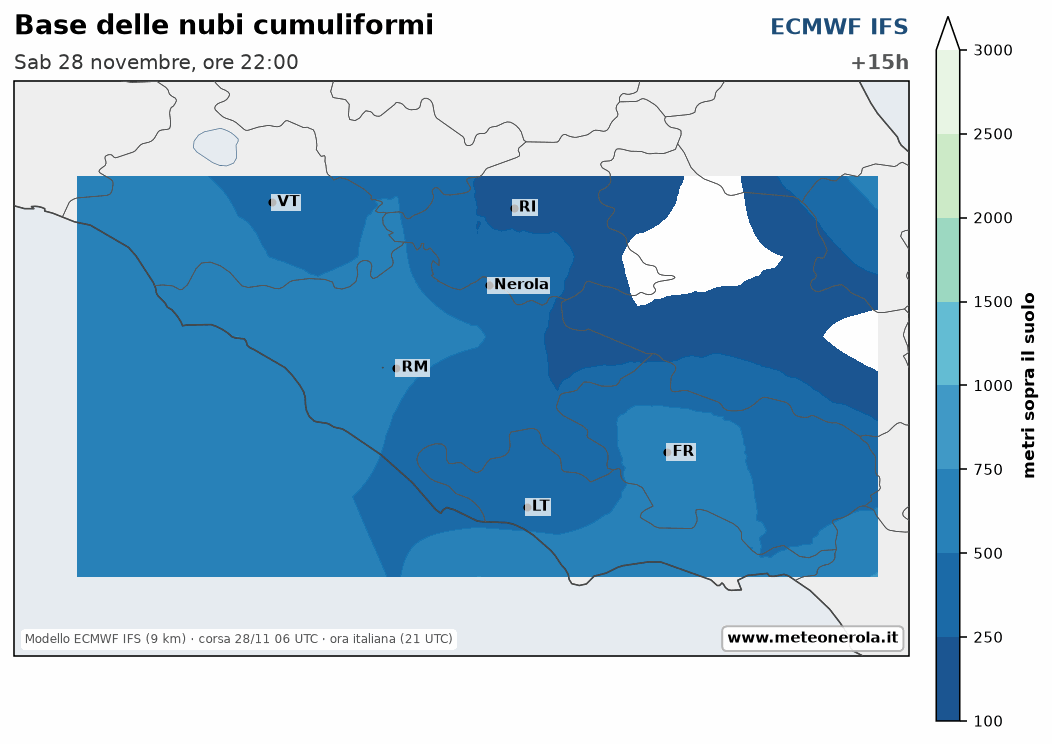 Base delle nubi cumuliformi
ECMWF IFS
Sab 28 novembre, ore 22:00
+15h
3000
2500
2000
1500
1000
750
500
250
100
metri sopra il suolo
VT
RI
Nerola
RM
FR
LT
Modello ECMWF IFS (9 km) · corsa 28/11 06 UTC · ora italiana (21 UTC)
www.meteonerola.it